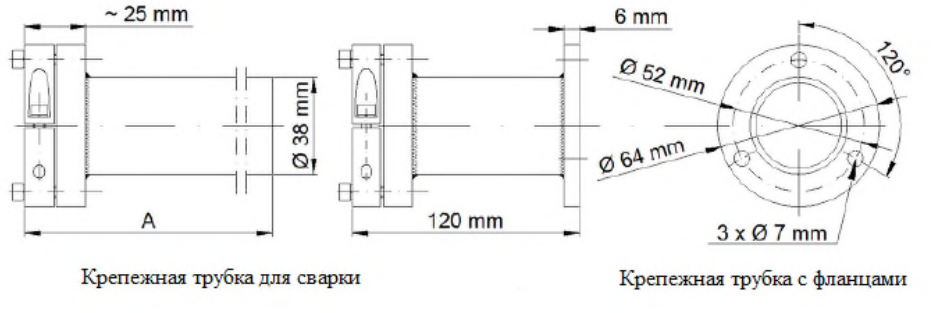 ~ 25 mm
6 mm
Ø 52 mm
120°
Ø 38 mm
Ø 64 mm
A
120 mm
3 x Ø 7 mm
Крепежная трубка для сварки
Крепежная трубка с фланцами